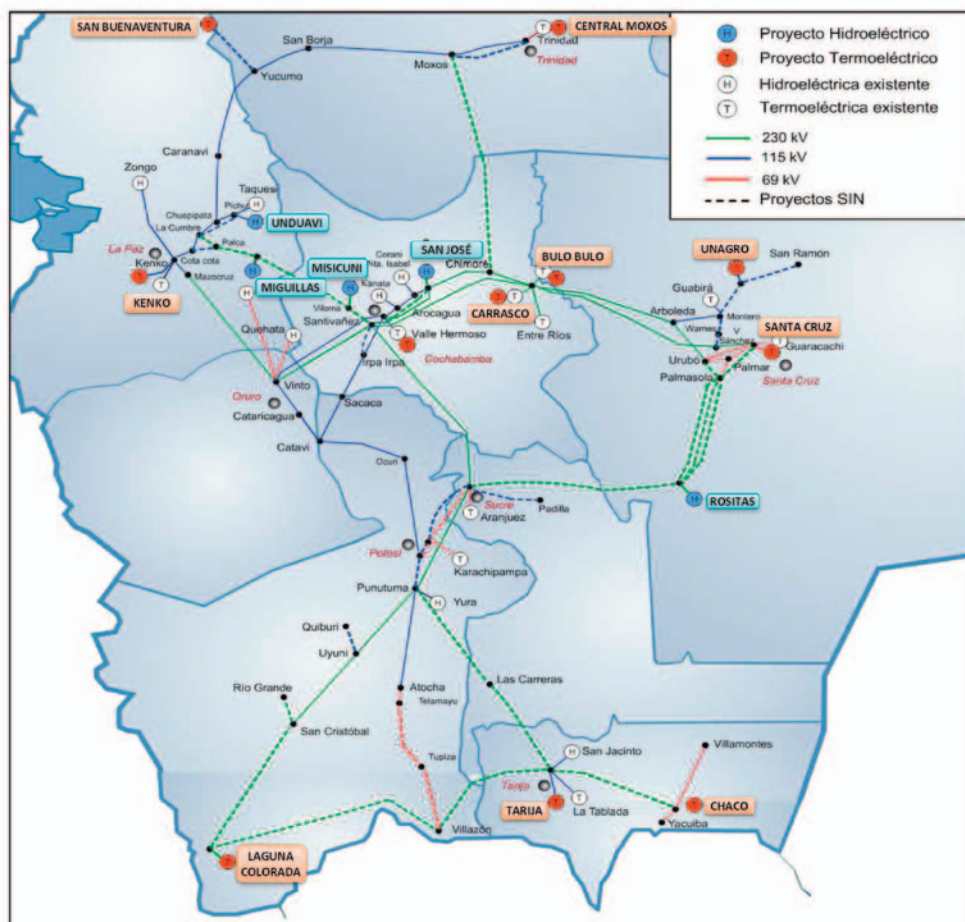 SAN BUENAVENTURA
T
San Borja
Yucumo
CENTRAL MOXOS
T
T
Trinidad
Trinidad
Moxos
H Proyecto Hidroeléctrico
T Proyecto Termoeléctrico
H Hidroeléctrica existente
T Termoeléctrica existente
230 kV
115 kV
69 kV
Proyectos SIN
Caranavi
Zongo
H
Taquesi
H
Pichu
H
UNDUAVI
Chuspipata
La Cumbre
Palca
La Paz
Kenko
T
T
KENKO
Cota cota
Mazocruz
H
MIGUILLAS
H
MISICUNI
H
Viloma
Santivañez
Corani
Sta. Isabel
H
Kanata
H
SAN JOSÉ
H
Arocagua
Chimoré
T
T
BULO BULO
T
T
CARRASCO
T
Entre Ríos
T
Valle Hermoso
T
Cochabamba
Quehata
H
Irpa Irpa
Vinto
Oruro
Cataricagua
Sacaca
Catavi
Ocuri
UNAGRO
T
San Ramón
Guabirá
T
Arboleda
Montero
Warnes
V
Sánchez
SANTA CRUZ
T
T
Guaracachi
Urubó
Palmar
Palmasola
Santa Cruz
H
ROSITAS
Sucre
T
Aranjuez
Padilla
Potosí
T
Karachipampa
Punutuma
H
Yura
Quiburi
Uyuni
Río Grande
San Cristóbal
Atocha
Telamayu
Tupiza
Las Carreras
Villazón
H
San Jacinto
Tarija
T
TARIJA
T
La Tablada
Villamontes
T
CHACO
Yacuiba
T
LAGUNA
COLORADA